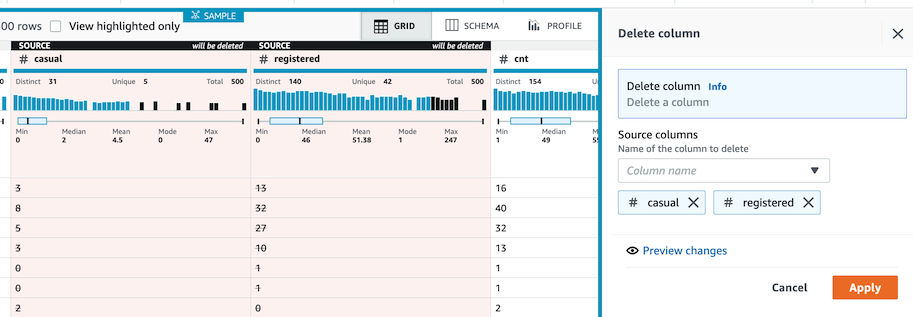 00 rows View highlighted only SAMPLE GRID SCHEMA PROFILE
SOURCE will be deleted SOURCE will be deleted
# casual # registered # cnt
Distinct 31 Unique 5 Total 500 Distinct 140 Unique 42 Total 500 Distinct 154
Min Median Mean Mode Max Min Median Mean Mode Max Min Median
0 2 4.5 0 47 0 46 51.38 1 247 1 49
3 13 16
8 32 40
5 27 32
3 10 13
0 1 1
0 1 1
2 0 2
Delete column
Delete column Info
Delete a column
Source columns
Name of the column to delete
Column name
# casual # registered
Preview changes
Cancel Apply